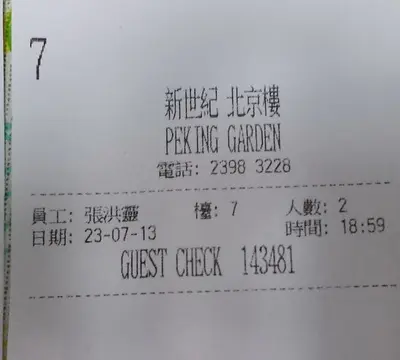 7
新世紀 北京樓
PEKING GARDEN
電話: 2398 3228
員工: 張洪靈 檯: 7 人數: 2
日期: 23-07-13 時間: 18:59
GUEST CHECK 143481